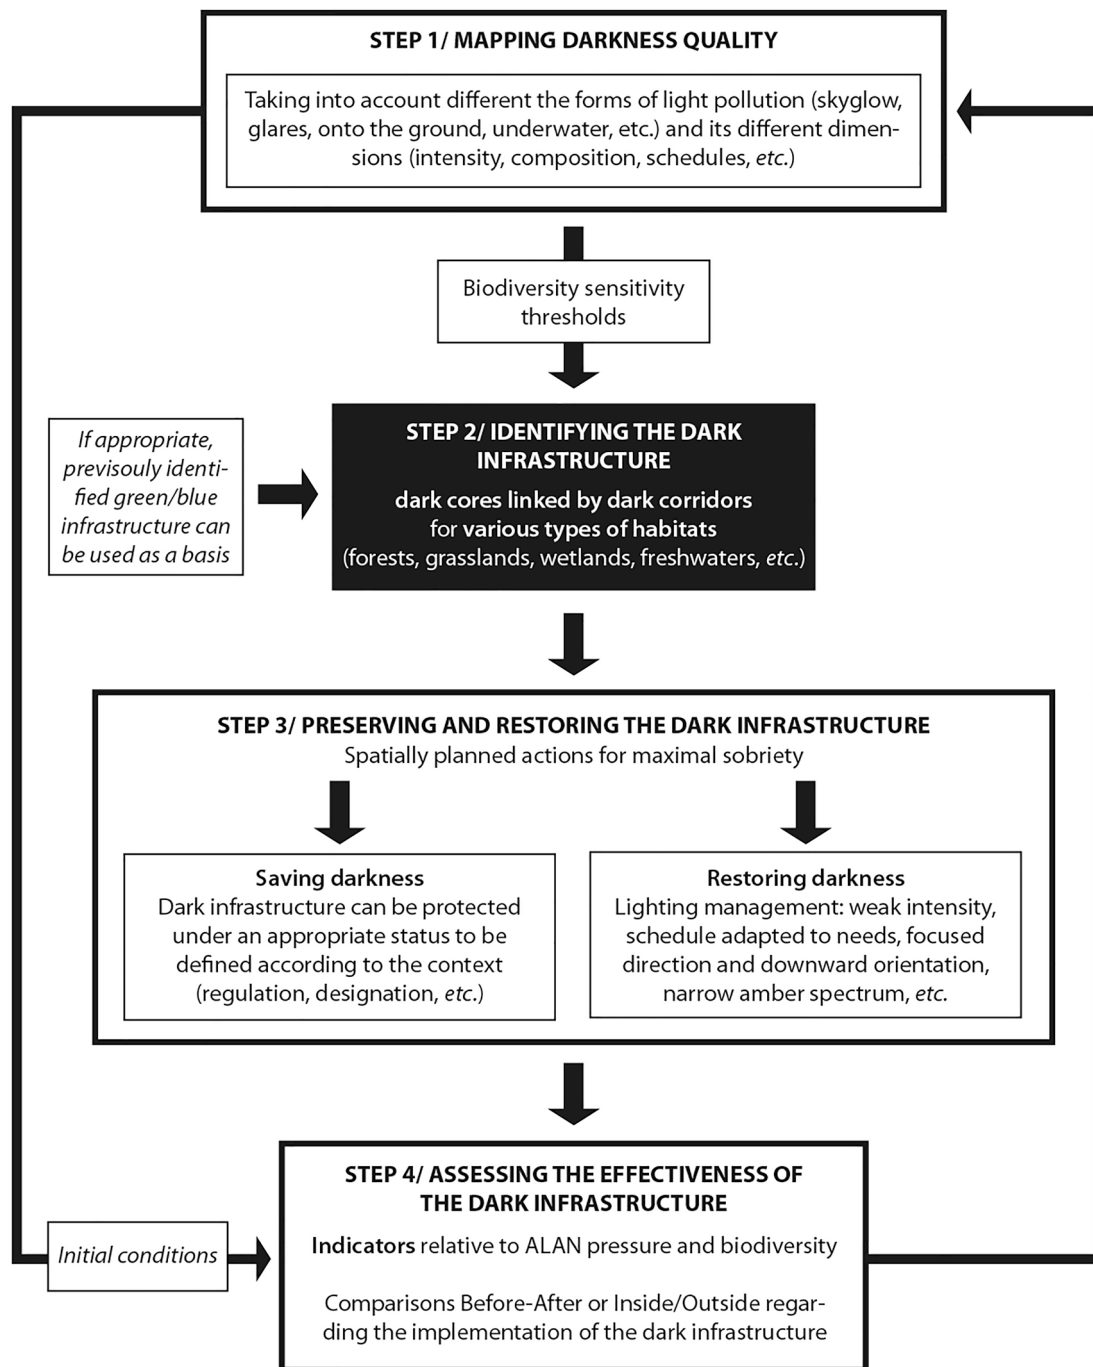 STEP 1/ MAPPING DARKNESS QUALITY
Taking into account different the forms of light pollution (skyglow,
glares, onto the ground, underwater, etc.) and its different dimen-
sions (intensity, composition, schedules, etc.)
Biodiversity sensitivity
thresholds
If appropriate,
previsouly identi-
fied green/blue
infrastructure can
be used as a basis
STEP 2/ IDENTIFYING THE DARK
INFRASTRUCTURE
dark cores linked by dark corridors
for various types of habitats
(forests, grasslands, wetlands, freshwaters, etc.)
STEP 3/ PRESERVING AND RESTORING THE DARK INFRASTRUCTURE
Spatially planned actions for maximal sobriety
Saving darkness
Dark infrastructure can be protected
under an appropriate status to be
defined according to the context
(regulation, designation, etc.)
Restoring darkness
Lighting management: weak intensity,
schedule adapted to needs, focused
direction and downward orientation,
narrow amber spectrum, etc.
Initial conditions
STEP 4/ ASSESSING THE EFFECTIVENESS OF
THE DARK INFRASTRUCTURE
Indicators relative to ALAN pressure and biodiversity
Comparisons Before-After or Inside/Outside regar-
ding the implementation of the dark infrastructure